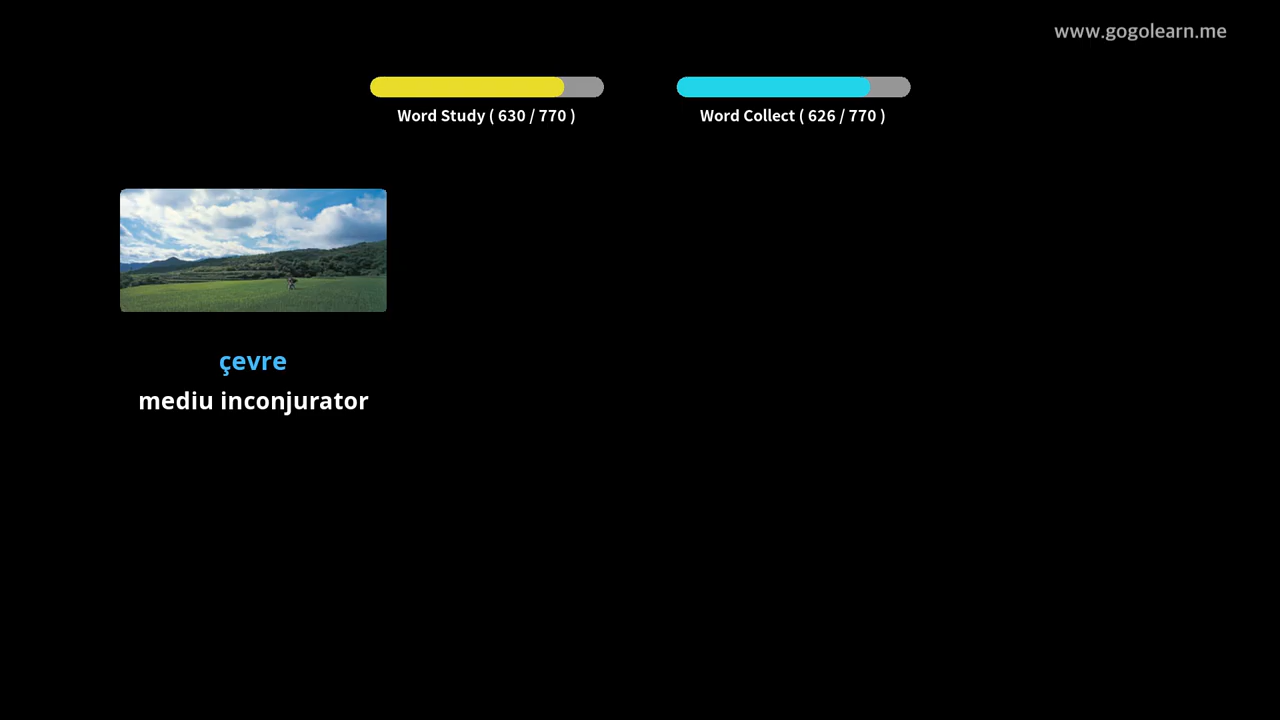 www.gogolearn.me
Word Study ( 630 / 770 )
Word Collect ( 626 / 770 )
çevre
mediu inconjurator